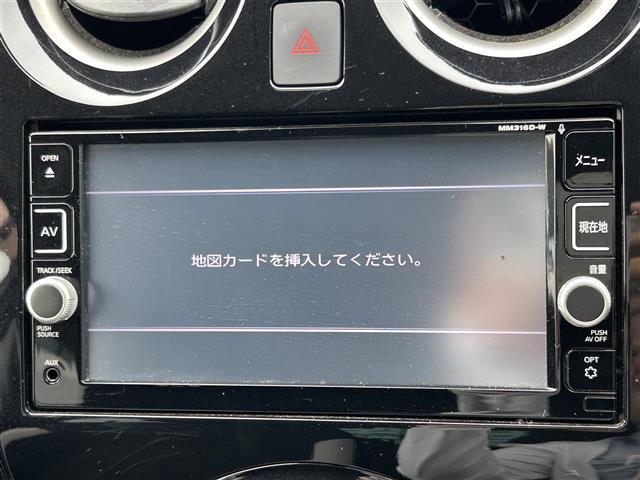 MM316D-W
OPEN
AV
TRACK/SEEK
PUSH
SOURCE
AUX
地図カードを挿入してください。
メニュー
現在地
音量
PUSH
AV OFF
OPT